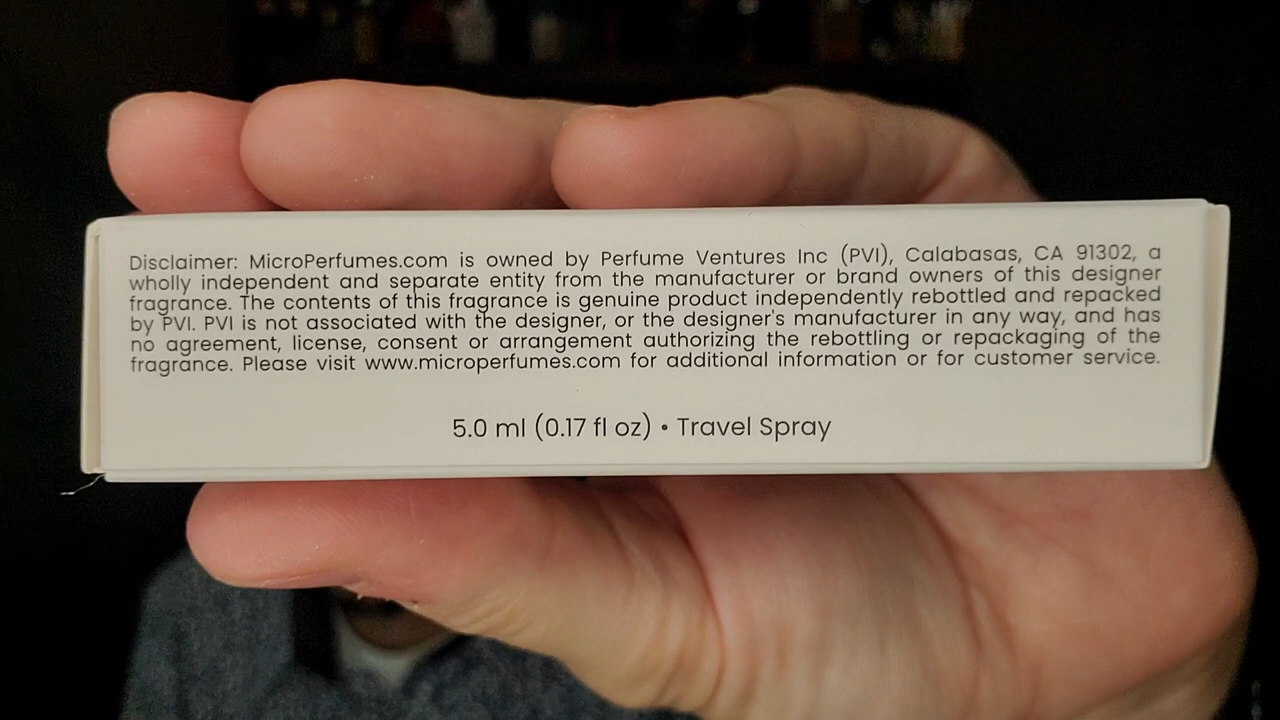 Disclaimer: MicroPerfumes.com is owned by Perfume Ventures Inc (PVI), Calabasas, CA 91302, a
wholly independent and separate entity from the manufacturer or brand owners of this designer
fragrance. The contents of this fragrance is genuine product independently rebottled and repacked
by PVI. PVI is not associated with the designer, or the designer's manufacturer in any way, and has
no agreement, license, consent or arrangement authorizing the rebottling or repackaging of the
fragrance. Please visit www.microperfumes.com for additional information or for customer service.
5.0 ml (0.17 fl oz) • Travel Spray